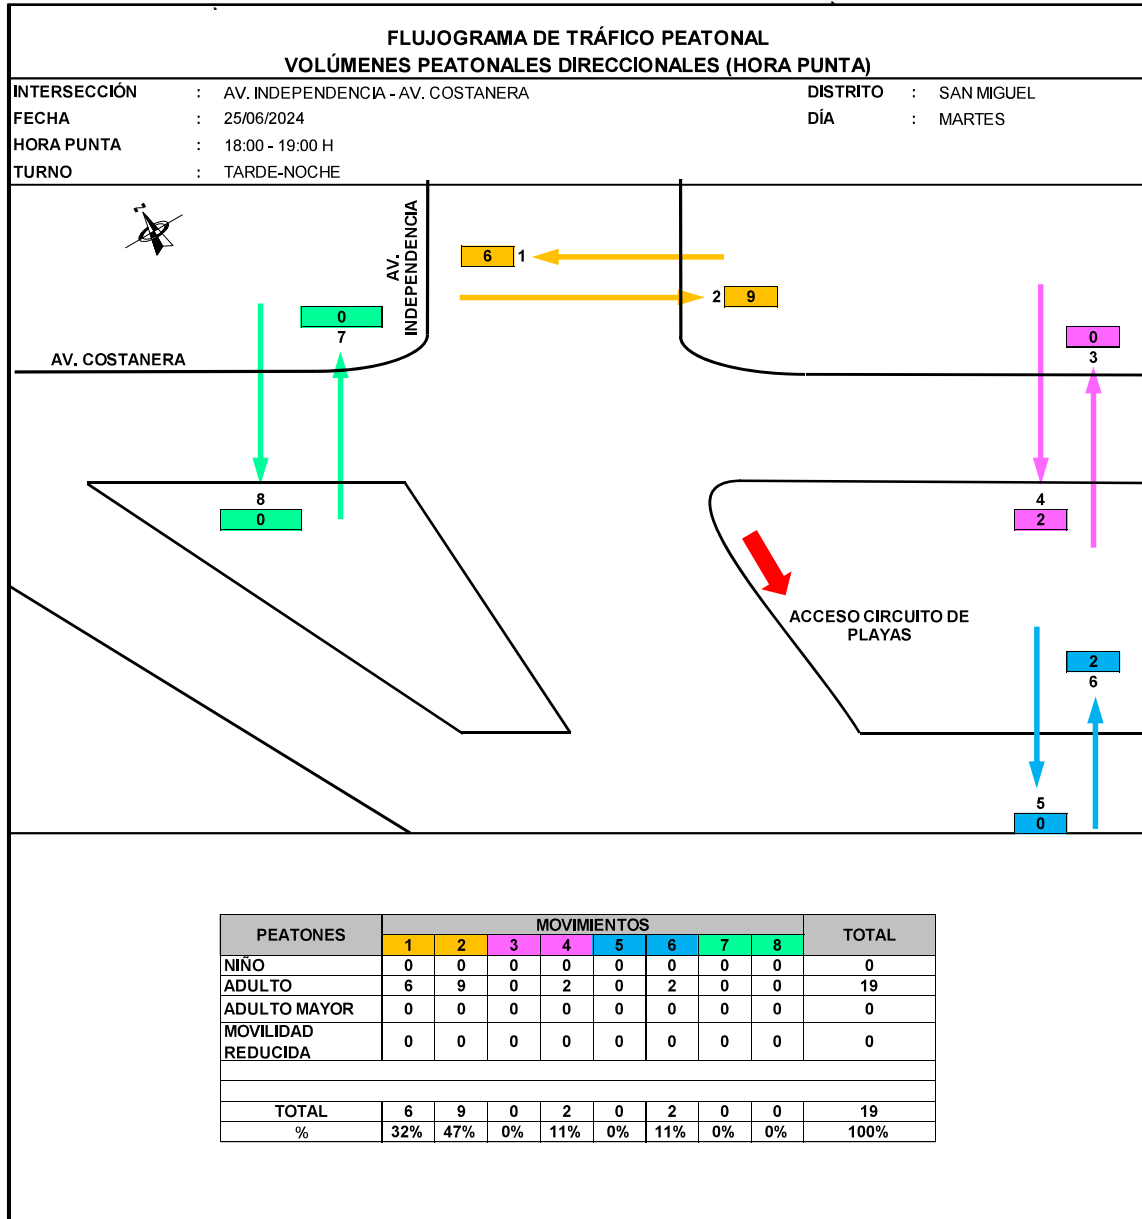 FLUJOGRAMA DE TRÁFICO PEATONAL
VOLÚMENES PEATONALES DIRECCIONALES (HORA PUNTA)
INTERSECCIÓN : AV. INDEPENDENCIA - AV. COSTANERA DISTRITO : SAN MIGUEL
FECHA : 25/06/2024 DÍA : MARTES
HORA PUNTA : 18:00 - 19:00 H
TURNO : TARDE-NOCHE
AV.
INDEPENDENCIA
6 1
2 9
0
7
0
3
AV. COSTANERA
8
0
4
2
ACCESO CIRCUITO DE
PLAYAS
2
6
5
0
PEATONES MOVIMIENTOS TOTAL
1 2 3 4 5 6 7 8
NIÑO 0 0 0 0 0 0 0 0 0
ADULTO 6 9 0 2 0 2 0 0 19
ADULTO MAYOR 0 0 0 0 0 0 0 0 0
MOVILIDAD
REDUCIDA 0 0 0 0 0 0 0 0 0
TOTAL 6 9 0 2 0 2 0 0 19
% 32% 47% 0% 11% 0% 11% 0% 0% 100%